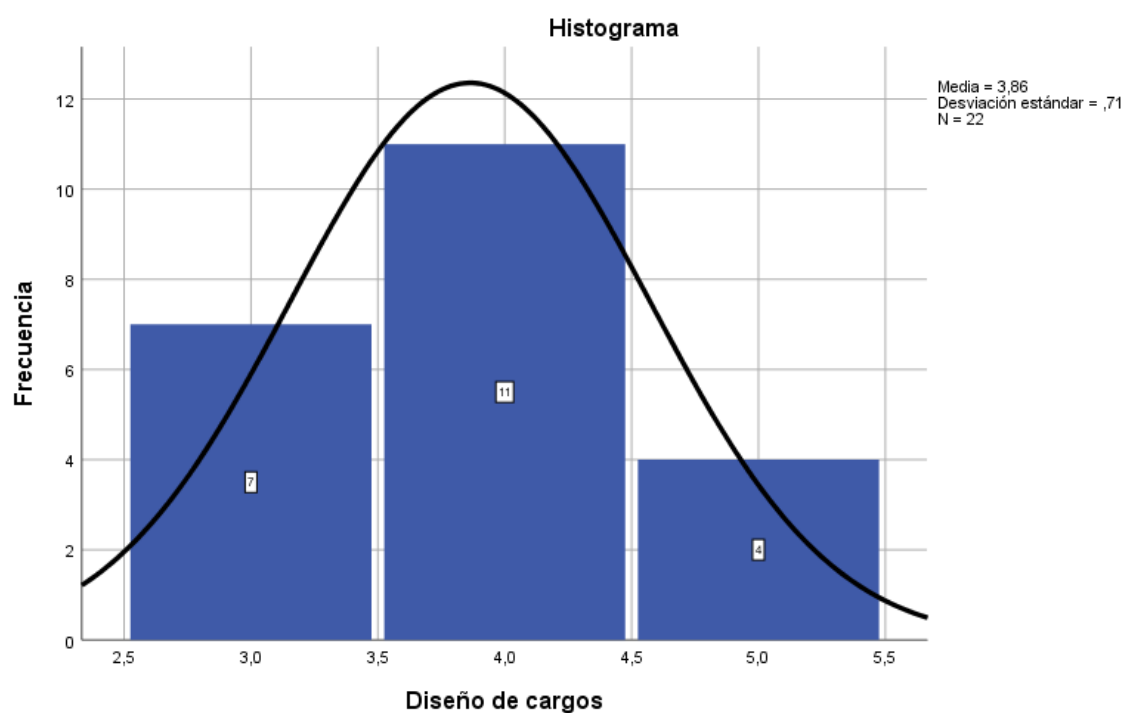 Histograma
Media = 3,86
Desviación estándar = ,71
N = 22
Frecuencia
12
10
8
6
4
2
0
7
11
4
2,5 3,0 3,5 4,0 4,5 5,0 5,5
Diseño de cargos